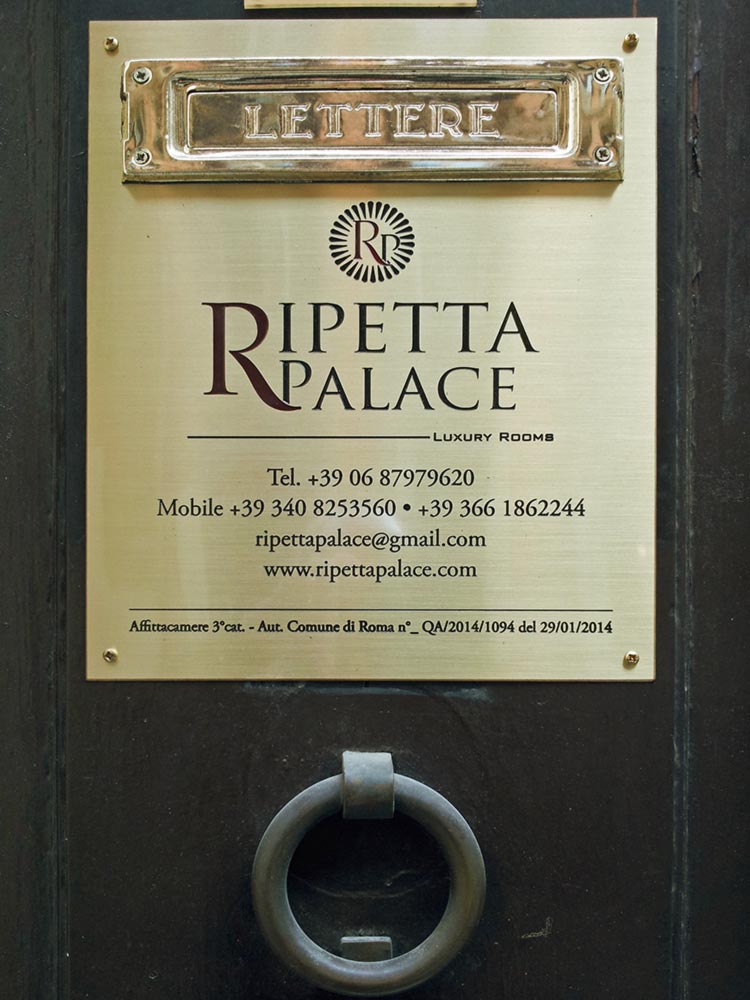 LETTERE
RP
RIPETTA
PALACE
LUXURY ROOMS
Tel. +39 06 87979620
Mobile +39 340 8253560 • +39 366 1862244
ripettapalace@gmail.com
www.ripettapalace.com
Affittacamere 3°cat. - Aut. Comune di Roma n°_ QA/2014/1094 del 29/01/2014